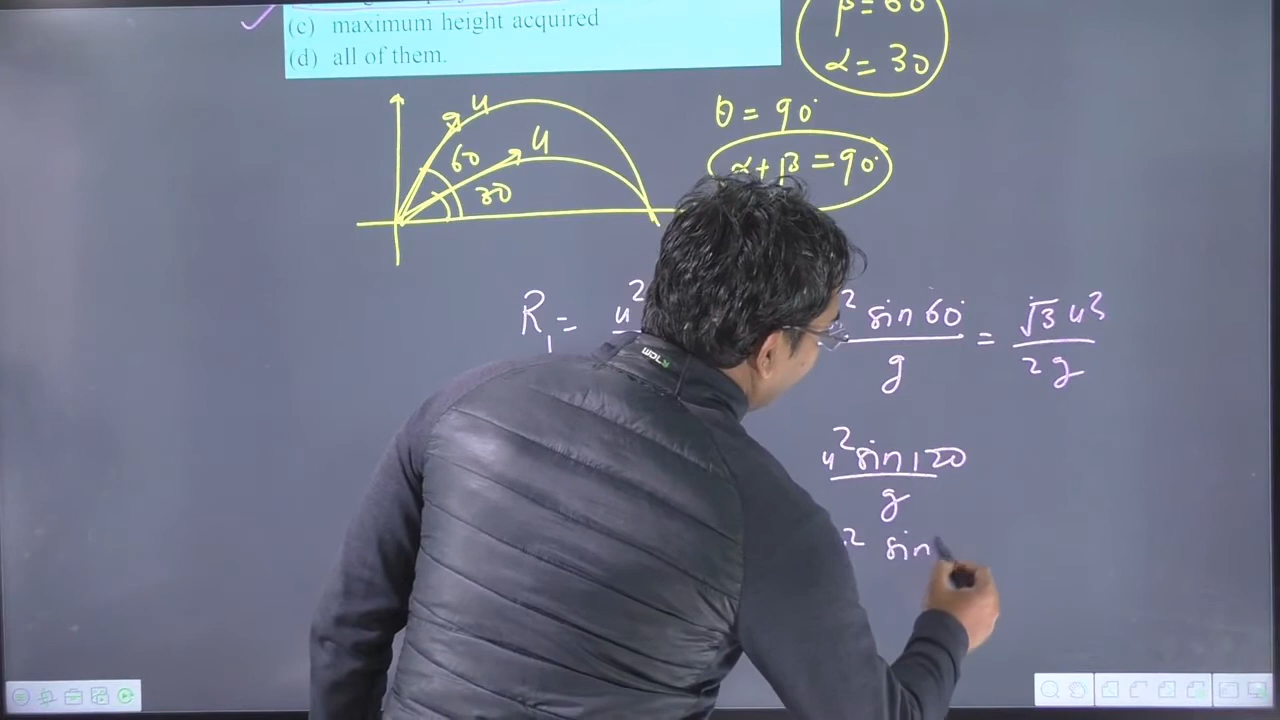 (c) maximum height acquired
(d) all of them.
β = 60
α = 30
u
u
60
30
θ = 90°
α + β = 90°
R₁ = u²
² sin 60° / g = √3 u² / 2g
u² sin 120 / g
² sin